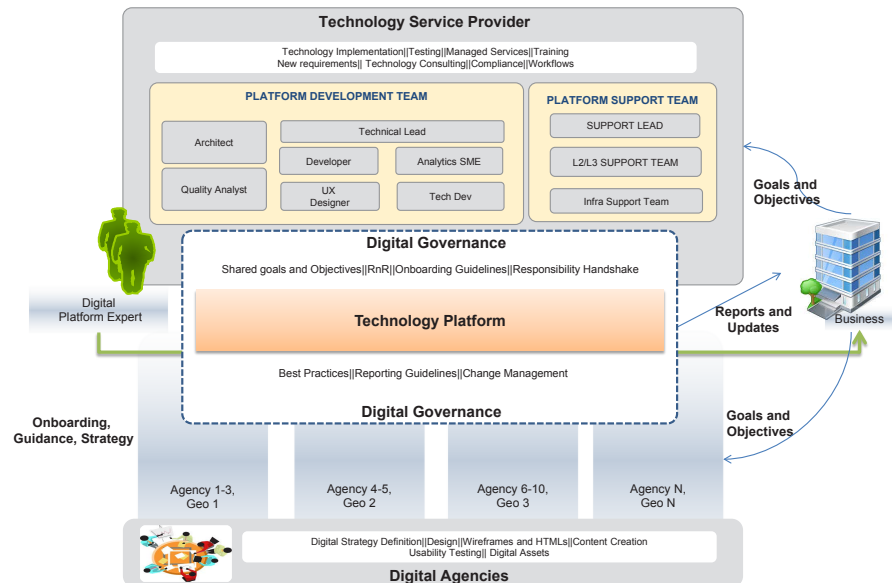 Technology Service Provider
Technology Implementation||Testing||Managed Services||Training
New requirements|| Technology Consulting||Compliance||Workflows
PLATFORM DEVELOPMENT TEAM
Architect
Quality Analyst
Technical Lead
Developer
Analytics SME
UX
Designer
Tech Dev
PLATFORM SUPPORT TEAM
SUPPORT LEAD
L2/L3 SUPPORT TEAM
Infra Support Team
Goals and
Objectives
Digital
Platform Expert
Digital Governance
Shared goals and Objectives||RnR||Onboarding Guidelines||Responsibility Handshake
Technology Platform
Best Practices||Reporting Guidelines||Change Management
Digital Governance
Reports and
Updates
Business
Onboarding,
Guidance, Strategy
Goals and
Objectives
Agency 1-3,
Geo 1
Agency 4-5,
Geo 2
Agency 6-10,
Geo 3
Agency N,
Geo N
Digital Strategy Definition||Design||Wireframes and HTMLs||Content Creation
Usability Testing|| Digital Assets
Digital Agencies